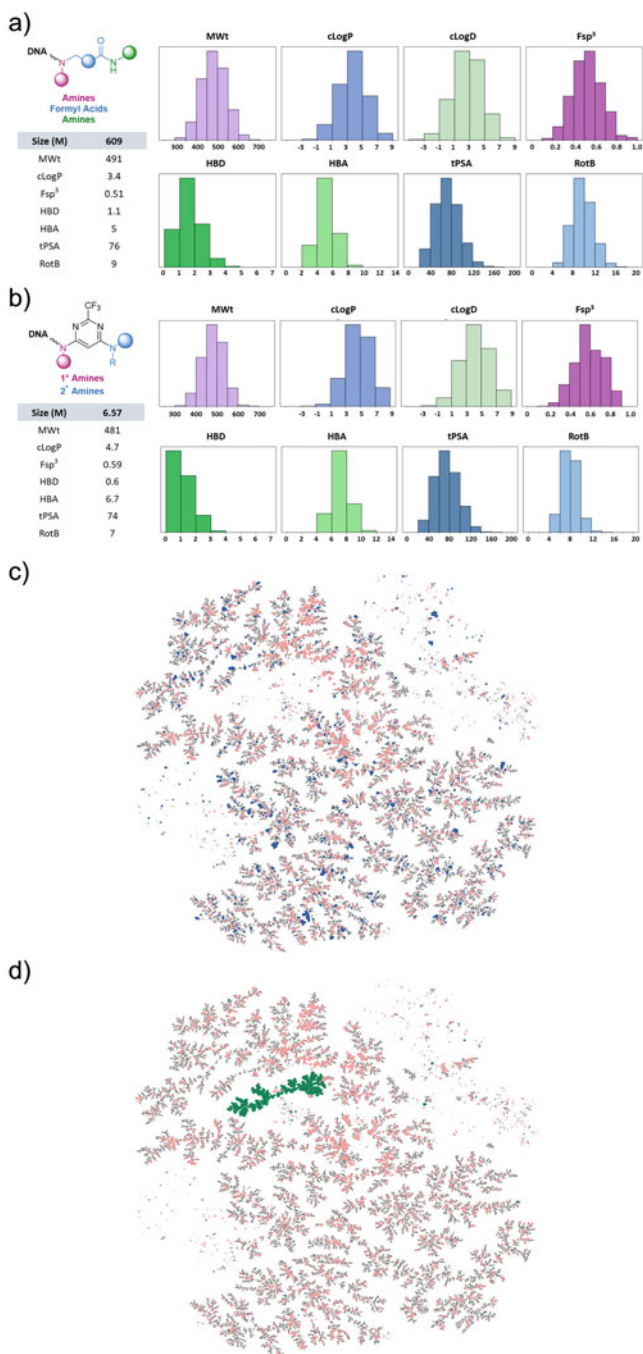 a)
DNA
N
O
N
H
Amines
Formyl Acids
Amines
Size (M) 609
MWt 491
cLogP 3.4
Fsp³ 0.51
HBD 1.1
HBA 5
tPSA 76
RotB 9
MWt cLogP cLogD Fsp³
300 400 500 600 700 -3 -1 1 3 5 7 9 -3 -1 1 3 5 7 9 0 0.2 0.4 0.6 0.8 1.0
HBD HBA tPSA RotB
0 1 2 3 4 5 6 7 0 2 4 6 8 10 12 14 0 40 80 120 160 200 0 4 8 12 16 20
b)
CF₃
N N
DNA
N N
R
1° Amines
2° Amines
Size (M) 6.57
MWt 481
cLogP 4.7
Fsp³ 0.59
HBD 0.6
HBA 6.7
tPSA 74
RotB 7
MWt cLogP cLogD Fsp³
300 400 500 600 700 -3 -1 1 3 5 7 9 -3 -1 1 3 5 7 9 0 0.2 0.4 0.6 0.8 1.0
HBD HBA tPSA RotB
0 1 2 3 4 5 6 7 0 2 4 6 8 10 12 14 0 40 80 120 160 200 0 4 8 12 16 20
c)
d)